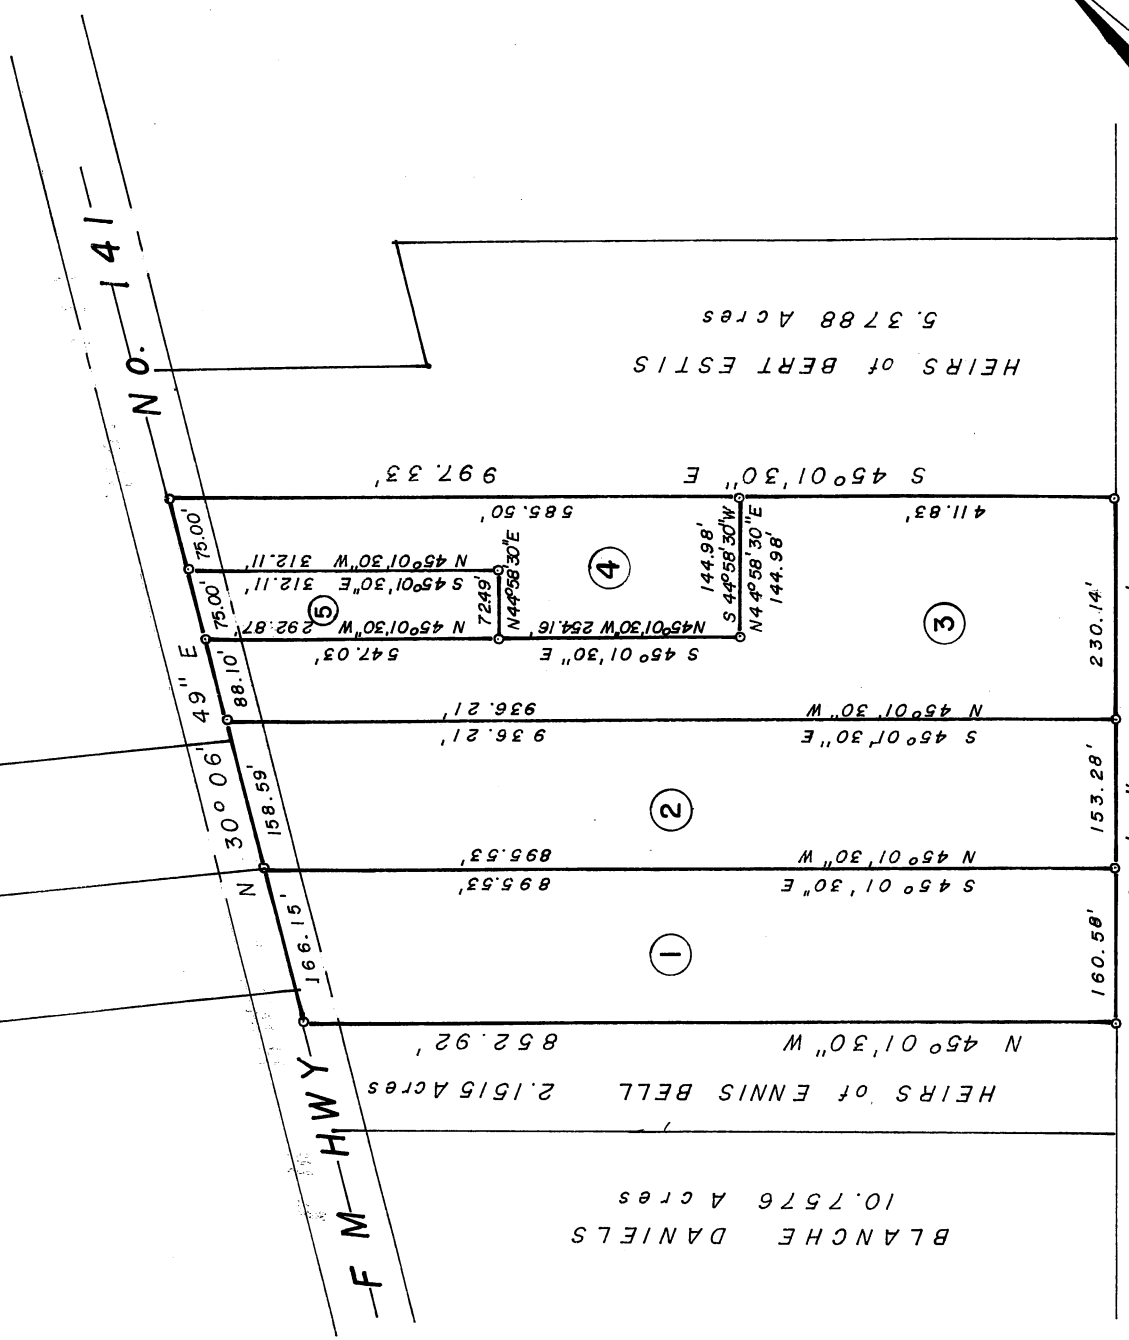 F M HWY NO. 141
N 30° 06' 49" E
166.15'
158.59'
88.10'
75.00'
75.00'
HEIRS of BERT ESTIS
5.3788 Acres
S 45° 01' 30" E 997.33'
411.83'
585.50'
N 45° 01' 30" W 312.11'
S 45° 01' 30" E 312.11'
5
N 45° 01' 30" W 292.87'
72.49'
N44° 58' 30" E
4
144.98'
S 44° 58' 30" W
N44° 58' 30" E
144.98'
N45° 01' 30" W 254.16'
S 45° 01' 30" E 547.03'
3
230.14'
N 45° 01' 30" W 936.21'
S 45° 01' 30" E 936.21'
2
153.28'
N 45° 01' 30" W 895.53'
S 45° 01' 30" E 895.53'
1
160.58'
N 45° 01' 30" W 852.92'
HEIRS of ENNIS BELL 2.1515 Acres
BLANCHE DANIELS
10.7576 Acres